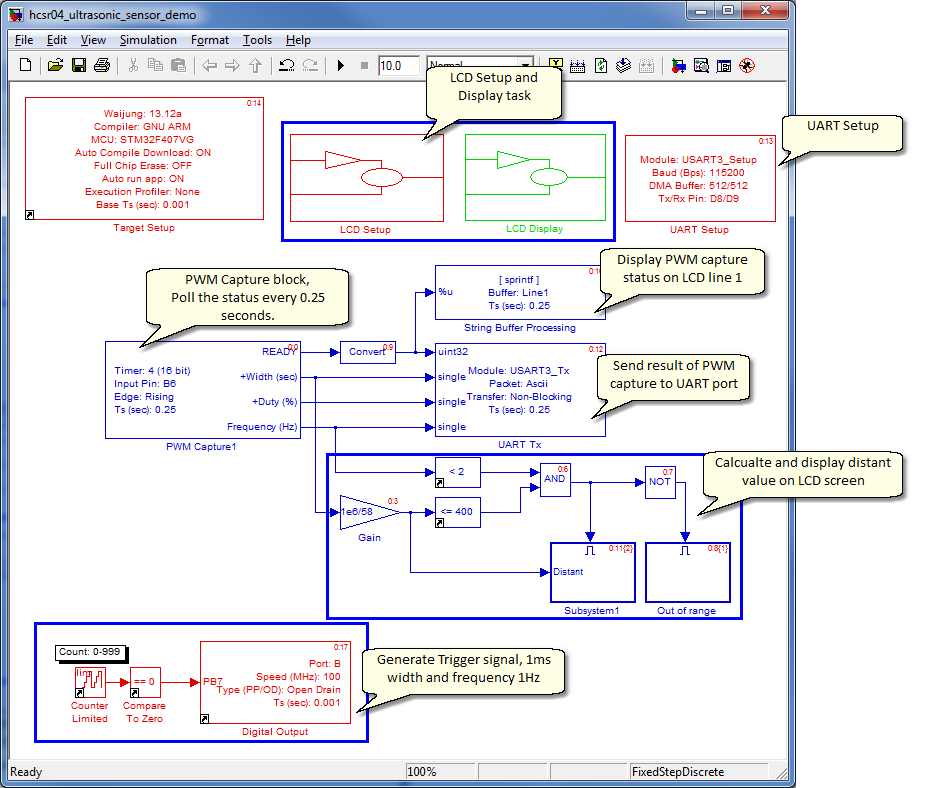 hcsr04_ultrasonic_sensor_demo
File Edit View Simulation Format Tools Help
10.0 Normal
LCD Setup and
Display task
UART Setup
0:14
Waijung: 13.12a
Compiler: GNU ARM
MCU: STM32F407VG
Auto Compile Download: ON
Full Chip Erase: OFF
Auto run app: ON
Execution Profiler: None
Base Ts (sec): 0.001
Target Setup
LCD Setup
LCD Display
0:13
Module: USART3_Setup
Baud (Bps): 115200
DMA Buffer: 512/512
Tx/Rx Pin: D8/D9
UART Setup
PWM Capture block,
Poll the status every 0.25
seconds.
%u
[ sprintf ]
Buffer: Line1
Ts (sec): 0.25
String Buffer Processing
Display PWM capture
status on LCD line 1
0:0
READY
Timer: 4 (16 bit)
Input Pin: B6
Edge: Rising
Ts (sec): 0.25
+Width (sec)
+Duty (%)
Frequency (Hz)
PWM Capture1
0:9
Convert
0:12
uint32
single
single
single
Module: USART3_Tx
Packet: Ascii
Transfer: Non-Blocking
Ts (sec): 0.25
UART Tx
Send result of PWM
capture to UART port
< 2
0:6
AND
0:7
NOT
Calcualte and display distant
value on LCD screen
0:3
1e6/58
Gain
<= 400
0:11{2}
Distant
Subsystem1
0:8{1}
Out of range
Count: 0-999
lim
Counter
Limited
== 0
Compare
To Zero
0:17
PB7
Port: B
Speed (MHz): 100
Type (PP/OD): Open Drain
Ts (sec): 0.001
Digital Output
Generate Trigger signal, 1ms
width and frequency 1Hz
Ready 100% FixedStepDiscrete